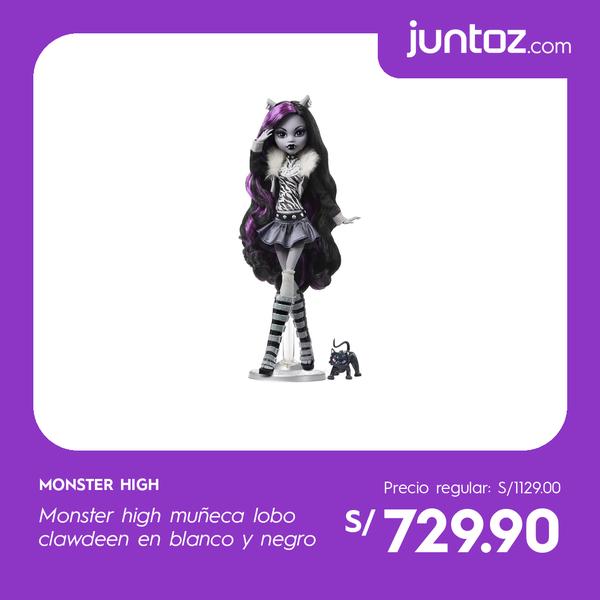 juntoz.com
MONSTER HIGH
Monster high muñeca lobo
clawdeen en blanco y negro
Precio regular: S/1129.00
S/ 729.90